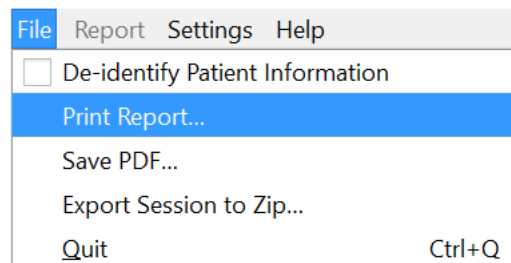 File Report Settings Help
De-identify Patient Information
Print Report...
Save PDF...
Export Session to Zip...
Quit Ctrl+Q